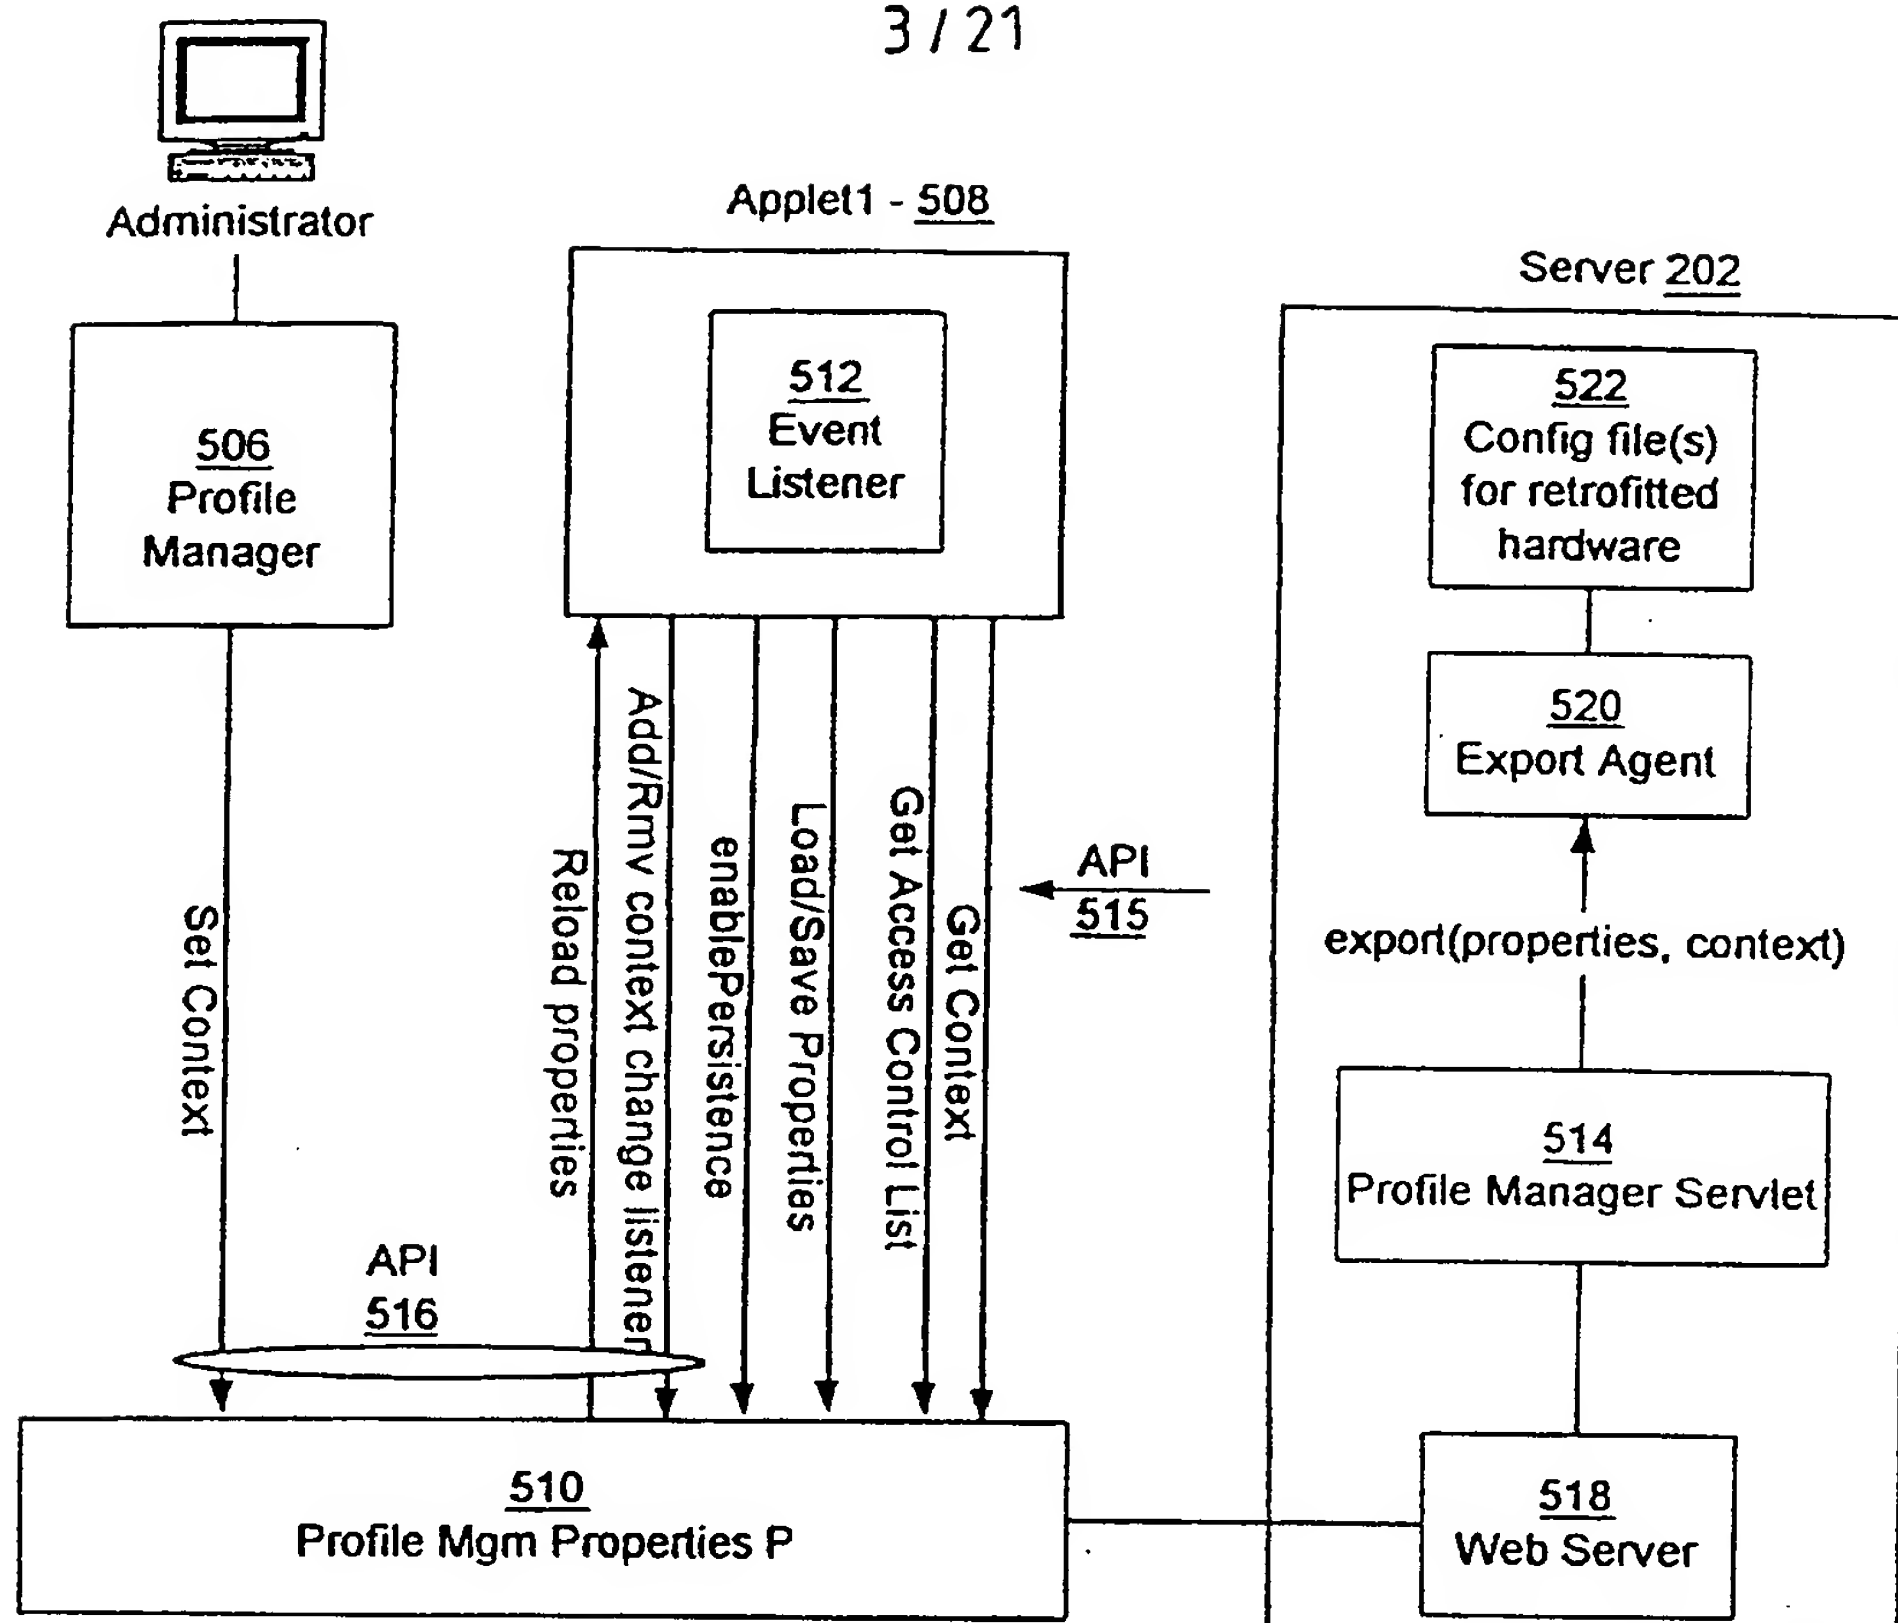 3 / 21
Administrator
506
Profile
Manager
Applet1 - 508
512
Event
Listener
Server 202
522
Config file(s)
for retrofitted
hardware
520
Export Agent
export(properties, context)
514
Profile Manager Servlet
518
Web Server
Set Context
Reload properties
Add/Rmv context change listener
enablePersistence
Load/Save Properties
Get Access Control List
Get Context
API
515
API
516
510
Profile Mgm Properties P